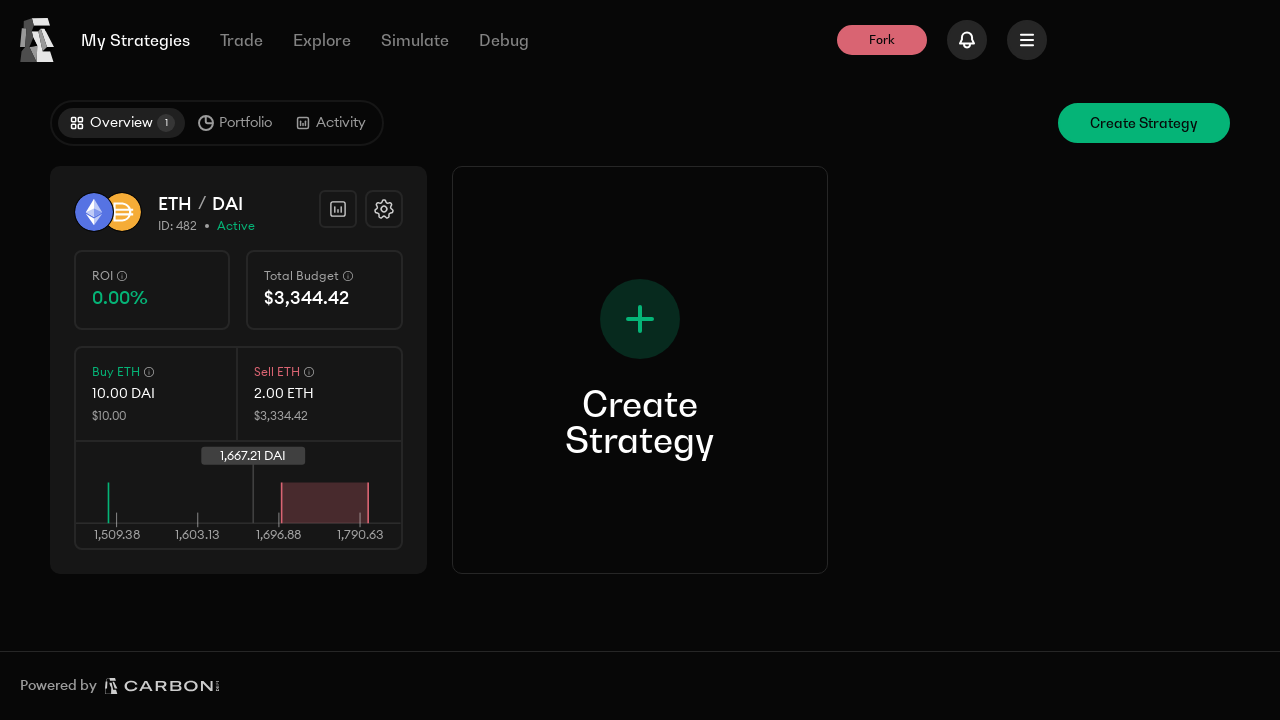 My Strategies
Trade
Explore
Simulate
Debug
Fork
Overview 1
Portfolio
Activity
Create Strategy
ETH / DAI
ID: 482 • Active
ROI
0.00%
Total Budget
$3,344.42
Buy ETH
10.00 DAI
$10.00
Sell ETH
2.00 ETH
$3,334.42
1,667.21 DAI
1,509.38
1,603.13
1,696.88
1,790.63
Create
Strategy
Powered by CARBON